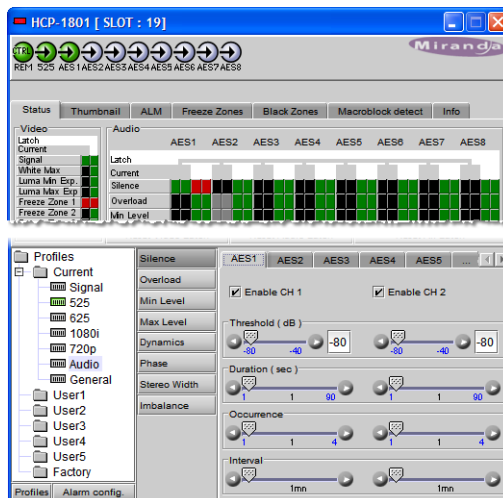 HCP-1801 [ SLOT : 19]
Miranda
REM 525 AES1 AES2 AES3 AES4 AES5 AES6 AES7 AES8
CTRL
Status Thumbnail ALM Freeze Zones Black Zones Macroblock detect Info
Video
Latch
Current
Signal
White Max
Luma Min Exp.
Luma Max Exp
Freeze Zone 1
Freeze Zone 2
Audio
AES1 AES2 AES3 AES4 AES5 AES6 AES7 AES8
Latch
Current
Silence
Overload
Min Level
Profiles
Current
Signal
525
625
1080i
720p
Audio
General
User1
User2
User3
User4
User5
Factory
Profiles Alarm config.
Silence
Overload
Min Level
Max Level
Dynamics
Phase
Stereo Width
Imbalance
AES1 AES2 AES3 AES4 AES5 ...
Enable CH 1 Enable CH 2
Threshold ( dB )
-80 -40 -80 -80 -40 -80
Duration ( sec )
1 1 90 1 1 90
Occurrence
1 1 4 1 1 4
Interval
1mn 1mn